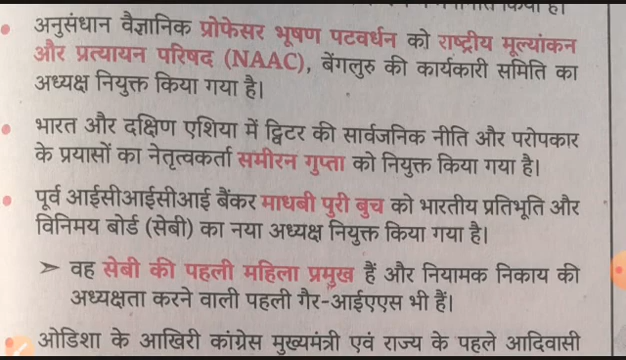 अनुसंधान वैज्ञानिक प्रोफेसर भूषण पटवर्धन को राष्ट्रीय मूल्यांकन
और प्रत्यायन परिषद (NAAC), बेंगलुरु की कार्यकारी समिति का
अध्यक्ष नियुक्त किया गया है।
भारत और दक्षिण एशिया में ट्विटर की सार्वजनिक नीति और परोपकार
के प्रयासों का नेतृत्वकर्ता समीरन गुप्ता को नियुक्त किया गया है।
पूर्व आईसीआईसीआई बैंकर माधबी पुरी बुच को भारतीय प्रतिभूति और
विनिमय बोर्ड (सेबी) का नया अध्यक्ष नियुक्त किया गया है।
➢ वह सेबी की पहली महिला प्रमुख हैं और नियामक निकाय की
अध्यक्षता करने वाली पहली गैर-आईएएस भी हैं।
ओडिशा के आखिरी कांग्रेस मुख्यमंत्री एवं राज्य के पहले आदिवासी